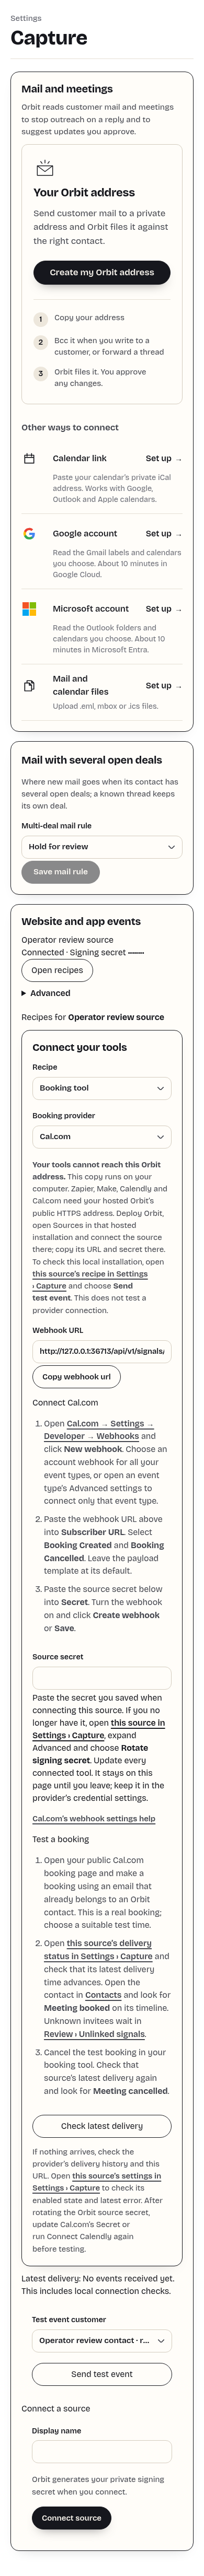 Settings
Capture
Mail and meetings
Orbit reads customer mail and meetings
to stop outreach on a reply and to
suggest updates you approve.
Your Orbit address
Send customer mail to a private
address and Orbit files it against
the right contact.
Create my Orbit address
1 Copy your address
2 Bcc it when you write to a
customer, or forward a thread
3 Orbit files it. You approve
any changes.
Other ways to connect
Calendar link Set up →
Paste your calendar's private iCal
address. Works with Google,
Outlook and Apple calendars.
Google account Set up →
Read the Gmail labels and calendars
you choose. About 10 minutes in
Google Cloud.
Microsoft account Set up →
Read the Outlook folders and
calendars you choose. About 10
minutes in Microsoft Entra.
Mail and
calendar files Set up →
Upload .eml, mbox or .ics files.
Mail with several open deals
Where new mail goes when its contact has
several open deals; a known thread keeps
its own deal.
Multi-deal mail rule
Hold for review
Save mail rule
Website and app events
Operator review source
Connected · Signing secret ••••••••
Open recipes
Advanced
Recipes for Operator review source
Connect your tools
Recipe
Booking tool
Booking provider
Cal.com
Your tools cannot reach this Orbit
address. This copy runs on your
computer. Zapier, Make, Calendly and
Cal.com need your hosted Orbit's
public HTTPS address. Deploy Orbit,
open Sources in that hosted
installation and connect the source
there; copy its URL and secret there.
To check this local installation, open
this source's recipe in Settings
› Capture and choose Send
test event. This does not test a
provider connection.
Webhook URL
http://127.0.0.1:36713/api/v1/signals/
Copy webhook url
Connect Cal.com
1. Open Cal.com → Settings →
Developer → Webhooks and
click New webhook. Choose an
account webhook for all your
event types, or open an event
type's Advanced settings to
connect only that event type.
2. Paste the webhook URL above
into Subscriber URL. Select
Booking Created and Booking
Cancelled. Leave the payload
template at its default.
3. Paste the source secret below
into Secret. Turn the webhook
on and click Create webhook
or Save.
Source secret
Paste the secret you saved when
connecting this source. If you no
longer have it, open this source in
Settings › Capture, expand
Advanced and choose Rotate
signing secret. Update every
connected tool. It stays on this
page until you leave; keep it in the
provider's credential settings.
Cal.com's webhook settings help
Test a booking
1. Open your public Cal.com
booking page and make a
booking using an email that
already belongs to an Orbit
contact. This is a real booking;
choose a suitable test time.
2. Open this source's delivery
status in Settings › Capture and
check that its latest delivery
time advances. Open the
contact in Contacts and look for
Meeting booked on its timeline.
Unknown invitees wait in
Review › Unlinked signals.
3. Cancel the test booking in your
booking tool. Check that
source's latest delivery again
and look for Meeting cancelled.
Check latest delivery
If nothing arrives, check the
provider's delivery history and this
URL. Open this source's settings in
Settings › Capture to check its
enabled state and latest error. After
rotating the Orbit source secret,
update Cal.com's Secret or
run Connect Calendly again
before testing.
Latest delivery: No events received yet.
This includes local connection checks.
Test event customer
Operator review contact · r...
Send test event
Connect a source
Display name
Orbit generates your private signing
secret when you connect.
Connect source